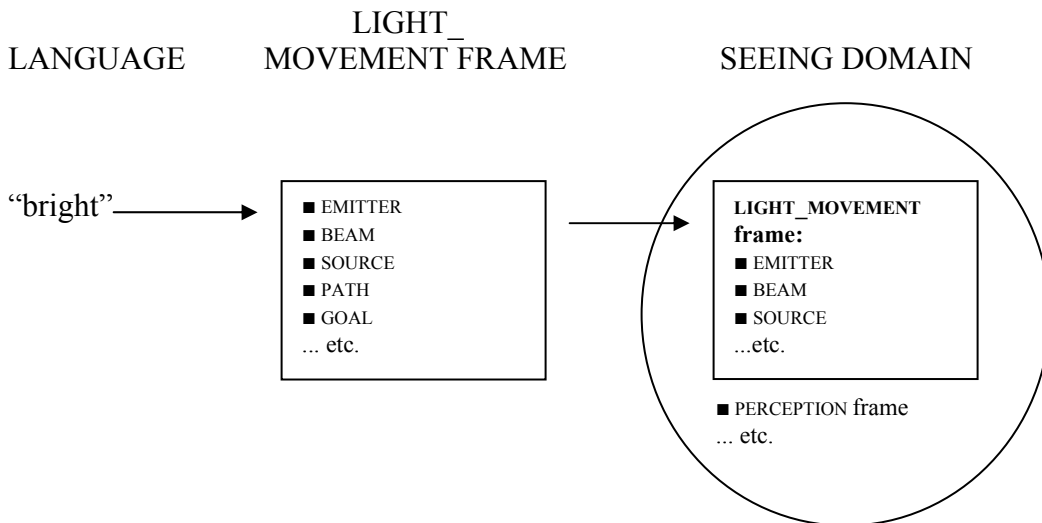 LANGUAGE
LIGHT_
MOVEMENT FRAME
SEEING DOMAIN
“bright”
■ EMITTER
■ BEAM
■ SOURCE
■ PATH
■ GOAL
... etc.
LIGHT_MOVEMENT
frame:
■ EMITTER
■ BEAM
■ SOURCE
...etc.
■ PERCEPTION frame
... etc.